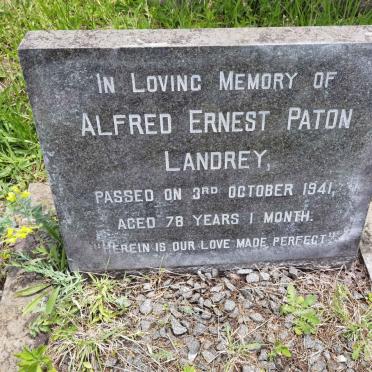 IN LOVING MEMORY OF
ALFRED ERNEST PATON
LANDREY,
PASSED ON 3RD OCTOBER 1941,
AGED 78 YEARS 1 MONTH.
"HEREIN IS OUR LOVE MADE PERFECT"